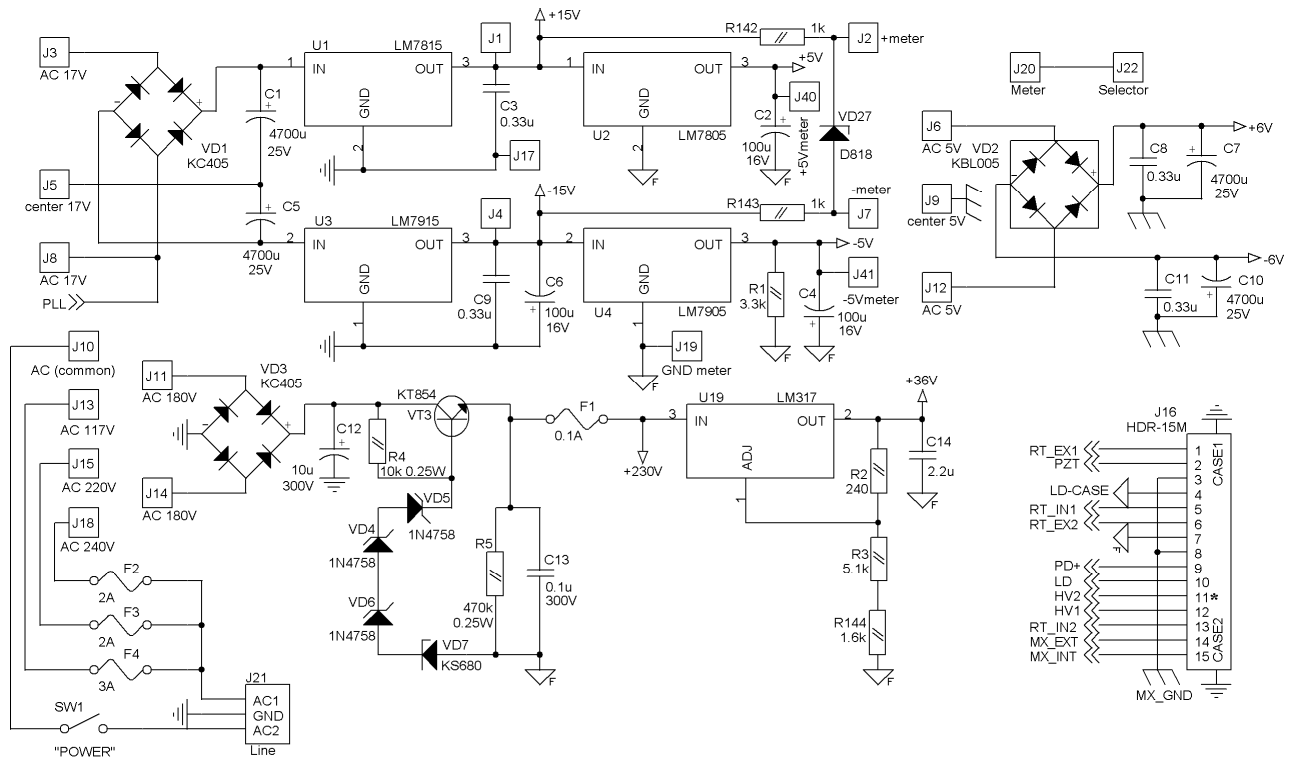 J3
AC 17V
VD1
KC405
C1
4700u
25V
J5
center 17V
C5
4700u
25V
J8
AC 17V
PLL
U1
LM7815
1
IN
OUT
3
GND
2
J1
C3
0.33u
J17
+15V
1
IN
OUT
3
GND
2
U2
LM7805
F
R142
1k
J2
+meter
+5V
J40
+5Vmeter
C2
100u
16V
F
VD27
D818
-meter
R143
1k
J7
U3
LM7915
2
IN
OUT
3
GND
1
J4
C9
0.33u
-15V
C6
100u
16V
2
IN
OUT
3
GND
1
U4
LM7905
J19
GND meter
F
R1
3.3k
F
-5V
J41
-5Vmeter
C4
100u
16V
F
J20
Meter
J22
Selector
J6
AC 5V
VD2
KBL005
J9
center 5V
J12
AC 5V
+6V
C8
0.33u
C7
4700u
25V
-6V
C11
0.33u
C10
4700u
25V
J10
AC (common)
J13
AC 117V
J15
AC 220V
J18
AC 240V
F2
2A
F3
2A
F4
3A
SW1
"POWER"
J21
AC1
GND
AC2
Line
J11
AC 180V
VD3
KC405
J14
AC 180V
C12
10u
300V
R4
10k 0.25W
KT854
VT3
VD5
1N4758
VD4
1N4758
VD6
1N4758
VD7
KS680
R5
470k
0.25W
C13
0.1u
300V
F
F1
0.1A
+230V
U19
LM317
3
IN
OUT
2
ADJ
1
+36V
C14
2.2u
F
R2
240
R3
5.1k
R144
1.6k
F
J16
HDR-15M
CASE1
RT_EX1
1
PZT
2
3
LD-CASE
4
RT_IN1
5
RT_EX2
6
F
7
8
PD+
9
LD
10
HV2
11*
HV1
12
RT_IN2
13
MX_EXT
14
MX_INT
15
CASE2
MX_GND